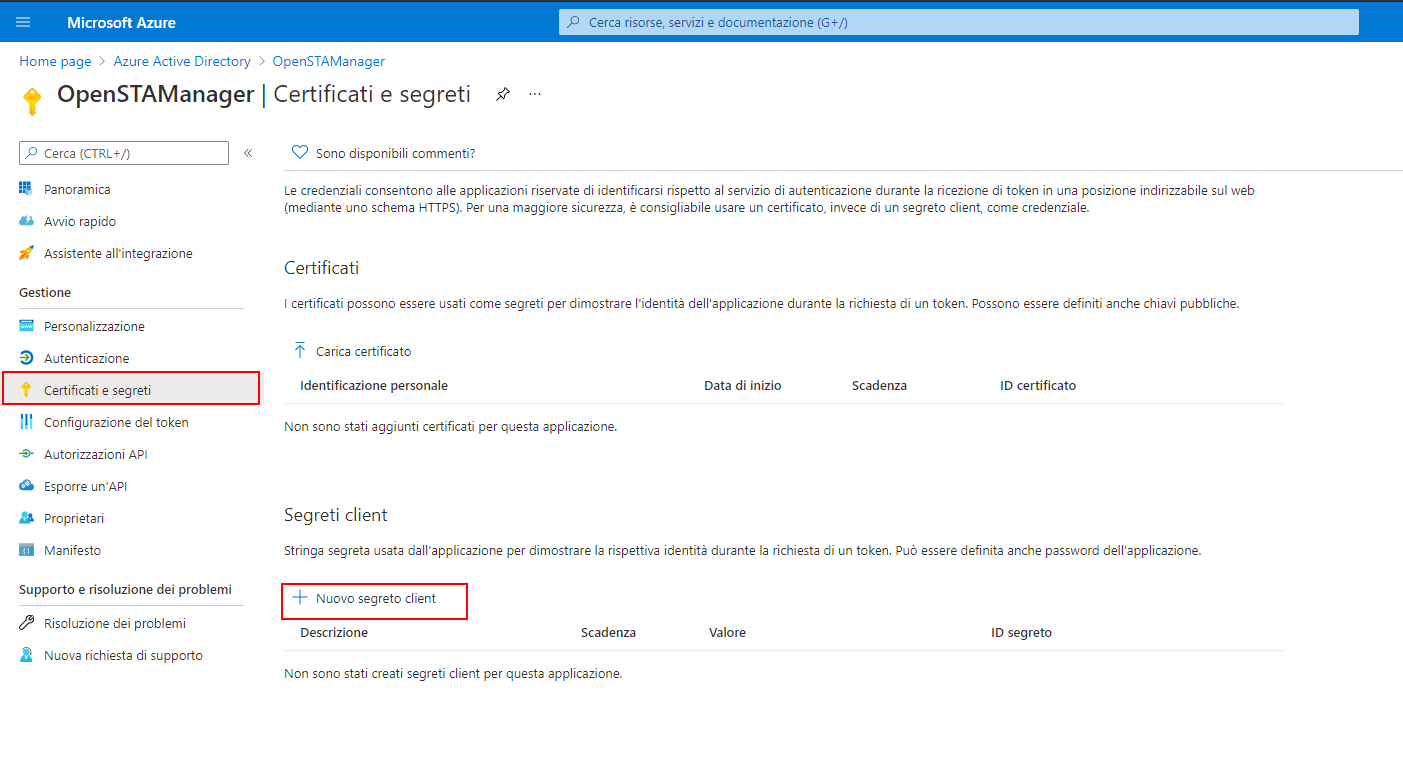 Microsoft Azure
Cerca risorse, servizi e documentazione (G+/)
Home page > Azure Active Directory > OpenSTAManager
OpenSTAManager | Certificati e segreti
Cerca (CTRL+/)
Panoramica
Avvio rapido
Assistente all'integrazione
Gestione
Personalizzazione
Autenticazione
Certificati e segreti
Configurazione del token
Autorizzazioni API
Esporre un'API
Proprietari
Manifesto
Supporto e risoluzione dei problemi
Risoluzione dei problemi
Nuova richiesta di supporto
Sono disponibili commenti?
Le credenziali consentono alle applicazioni riservate di identificarsi rispetto al servizio di autenticazione durante la ricezione di token in una posizione indirizzabile sul web
(mediante uno schema HTTPS). Per una maggiore sicurezza, è consigliabile usare un certificato, invece di un segreto client, come credenziale.
Certificati
I certificati possono essere usati come segreti per dimostrare l'identità dell'applicazione durante la richiesta di un token. Possono essere definiti anche chiavi pubbliche.
Carica certificato
Identificazione personale Data di inizio Scadenza ID certificato
Non sono stati aggiunti certificati per questa applicazione.
Segreti client
Stringa segreta usata dall'applicazione per dimostrare la rispettiva identità durante la richiesta di un token. Può essere definita anche password dell'applicazione.
Nuovo segreto client
Descrizione Scadenza Valore ID segreto
Non sono stati creati segreti client per questa applicazione.